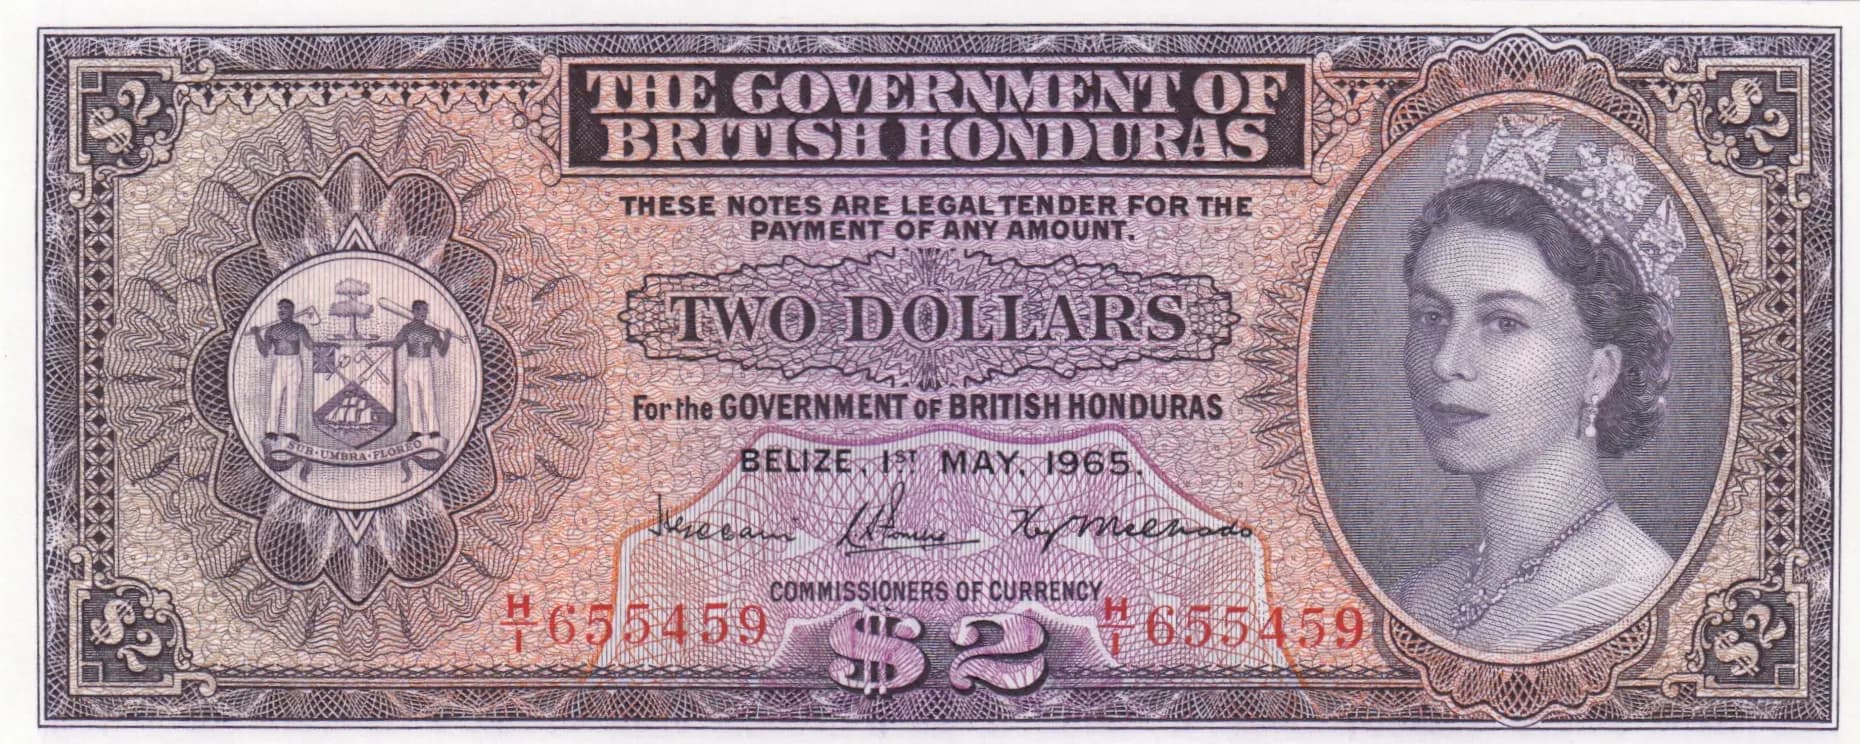 $2
$2
THE GOVERNMENT OF
BRITISH HONDURAS
THESE NOTES ARE LEGAL TENDER FOR THE
PAYMENT OF ANY AMOUNT.
TWO DOLLARS
For the GOVERNMENT OF BRITISH HONDURAS
SUB·UMBRA·FLORE
BELIZE, 1ST MAY, 1965.
COMMISSIONERS OF CURRENCY
H/1 655459
H/1 655459
$2
$2
$2